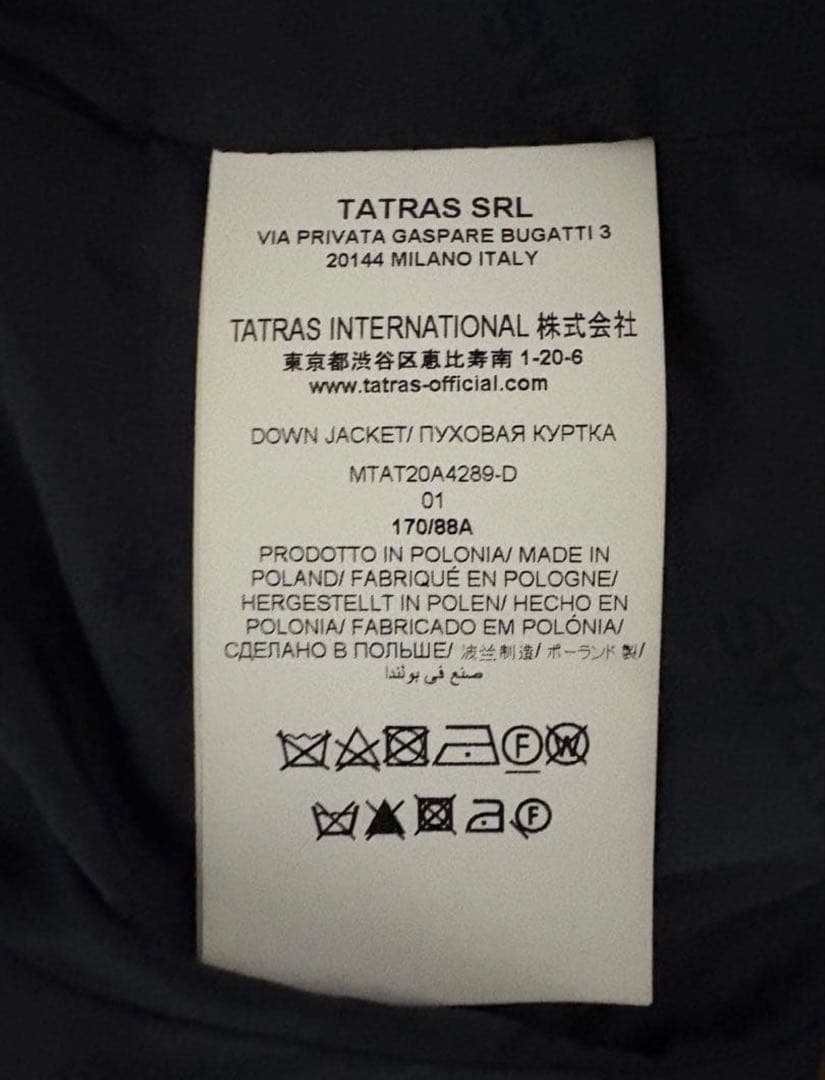 TATRAS SRL
VIA PRIVATA GASPARE BUGATTI 3
20144 MILANO ITALY
TATRAS INTERNATIONAL 株式会社
東京都渋谷区恵比寿南 1-20-6
www.tatras-official.com
DOWN JACKET/ ПУХОВАЯ КУРТКА
MTAT20A4289-D
01
170/88A
PRODOTTO IN POLONIA/ MADE IN
POLAND/ FABRIQUÉ EN POLOGNE/
HERGESTELLT IN POLEN/ HECHO EN
POLONIA/ FABRICADO EM POLÓNIA/
СДЕЛАНО В ПОЛЬШЕ/ 波兰制造/ ポーランド 製/
صنع في بولندا
F W
F